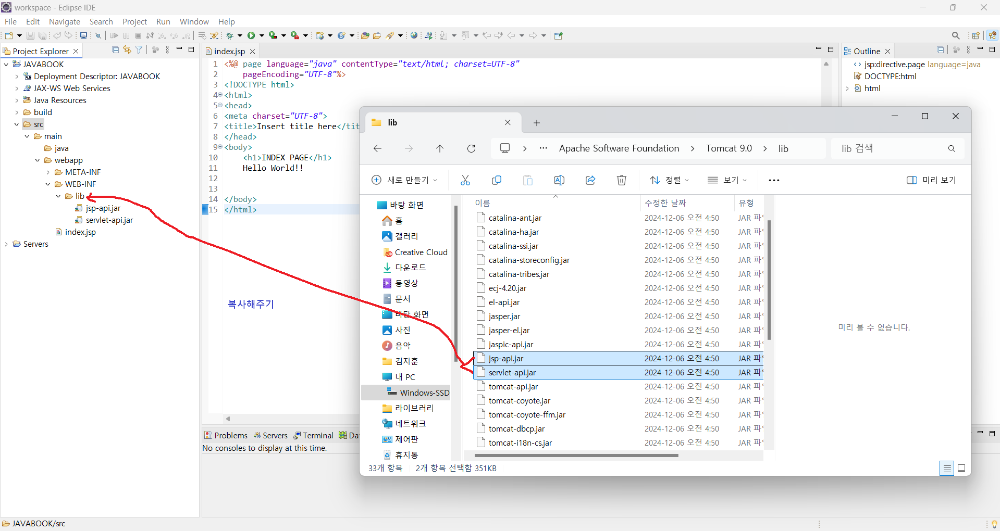 workspace - Eclipse IDE
File Edit Navigate Search Project Run Window Help
Project Explorer
JAVABOOK
Deployment Descriptor: JAVABOOK
JAX-WS Web Services
Java Resources
build
src
main
java
webapp
META-INF
WEB-INF
lib
jsp-api.jar
servlet-api.jar
index.jsp
Servers
index.jsp
1 <%@ page language="java" contentType="text/html; charset=UTF-8"
2 pageEncoding="UTF-8"%>
3 <!DOCTYPE html>
4 <html>
5 <head>
6 <meta charset="UTF-8">
7 <title>Insert title here</tit
8 </head>
9 <body>
10 <h1>INDEX PAGE</h1>
11 Hello World!!
12
13
14 </body>
15 </html>
복사해주기
Problems Servers Terminal Da
No consoles to display at this time.
Outline
jsp:directive.page language=java
DOCTYPE:html
html
lib
Apache Software Foundation > Tomcat 9.0 > lib
lib 검색
새로 만들기
정렬
보기
미리 보기
바탕 화면
홈
갤러리
Creative Cloud
다운로드
동영상
문서
바탕 화면
사진
음악
김지훈
내 PC
Windows-SSD
라이브러리
네트워크
제어판
휴지통
이름 수정한 날짜 유형
catalina-ant.jar 2024-12-06 오전 4:50 JAR 파
catalina-ha.jar 2024-12-06 오전 4:50 JAR 파
catalina-ssi.jar 2024-12-06 오전 4:50 JAR 파
catalina-storeconfig.jar 2024-12-06 오전 4:50 JAR 파
catalina-tribes.jar 2024-12-06 오전 4:50 JAR 파
ecj-4.20.jar 2024-12-06 오전 4:50 JAR 파
el-api.jar 2024-12-06 오전 4:50 JAR 파
jasper.jar 2024-12-06 오전 4:50 JAR 파
jasper-el.jar 2024-12-06 오전 4:50 JAR 파
jaspic-api.jar 2024-12-06 오전 4:50 JAR 파
jsp-api.jar 2024-12-06 오전 4:50 JAR 파
servlet-api.jar 2024-12-06 오전 4:50 JAR 파
tomcat-api.jar 2024-12-06 오전 4:50 JAR 파
tomcat-coyote.jar 2024-12-06 오전 4:50 JAR 파
tomcat-coyote-ffm.jar 2024-12-06 오전 4:50 JAR 파
tomcat-dbcp.jar 2024-12-06 오전 4:50 JAR 파
tomcat-i18n-cs.jar 2024-12-06 오전 4:50 JAR 파
미리 볼 수 없습니다.
33개 항목 2개 항목 선택함 351KB
JAVABOOK/src